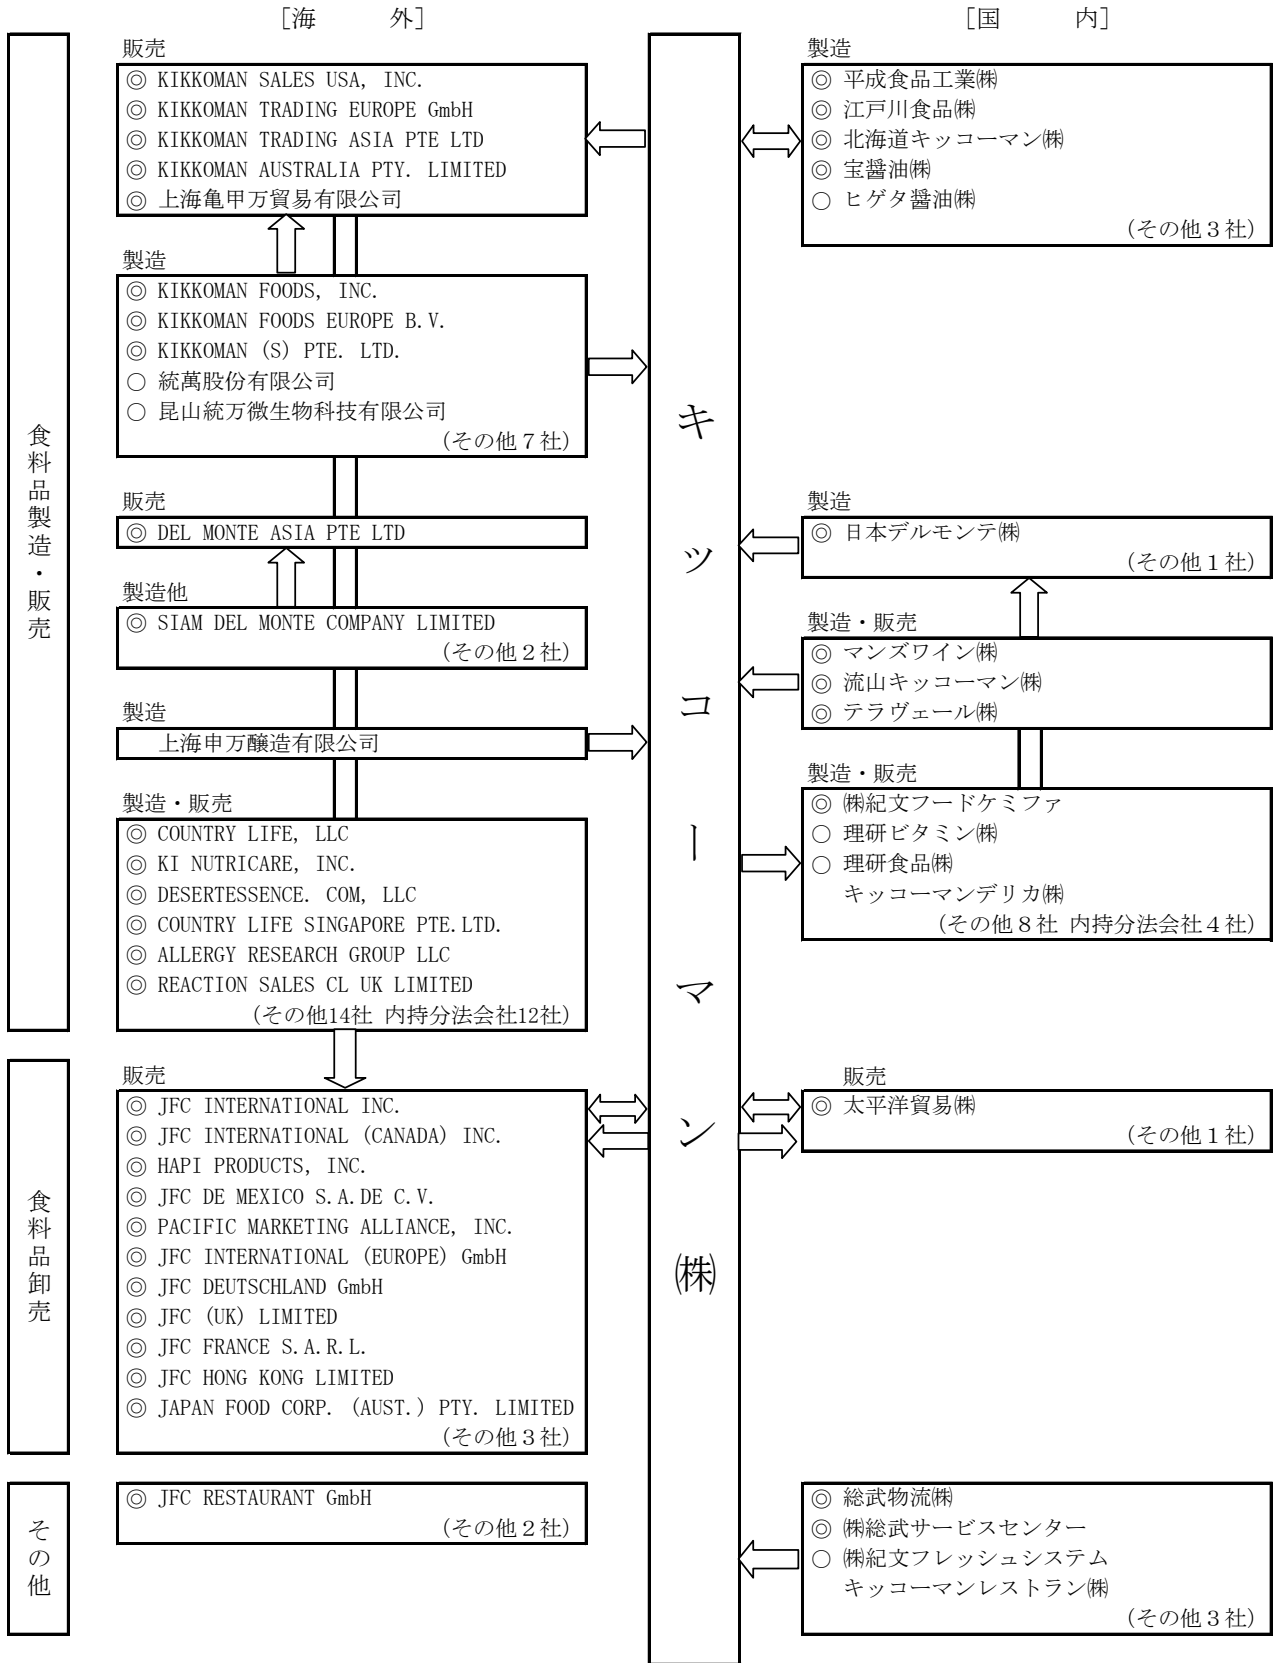 ［海　　　外］
［国　　　内］
食料品製造・販売
販売
◎ KIKKOMAN SALES USA, INC.
◎ KIKKOMAN TRADING EUROPE GmbH
◎ KIKKOMAN TRADING ASIA PTE LTD
◎ KIKKOMAN AUSTRALIA PTY. LIMITED
◎ 上海亀甲万貿易有限公司
製造
◎ KIKKOMAN FOODS, INC.
◎ KIKKOMAN FOODS EUROPE B.V.
◎ KIKKOMAN (S) PTE. LTD.
○ 統萬股份有限公司
○ 昆山統万微生物科技有限公司
（その他７社）
販売
◎ DEL MONTE ASIA PTE LTD
製造他
◎ SIAM DEL MONTE COMPANY LIMITED
（その他２社）
製造
上海申万醸造有限公司
製造・販売
◎ COUNTRY LIFE, LLC
◎ KI NUTRICARE, INC.
◎ DESERTESSENCE. COM, LLC
◎ COUNTRY LIFE SINGAPORE PTE.LTD.
◎ ALLERGY RESEARCH GROUP LLC
◎ REACTION SALES CL UK LIMITED
（その他14社 内持分法会社12社）
食料品卸売
販売
◎ JFC INTERNATIONAL INC.
◎ JFC INTERNATIONAL (CANADA) INC.
◎ HAPI PRODUCTS, INC.
◎ JFC DE MEXICO S.A.DE C.V.
◎ PACIFIC MARKETING ALLIANCE, INC.
◎ JFC INTERNATIONAL (EUROPE) GmbH
◎ JFC DEUTSCHLAND GmbH
◎ JFC (UK) LIMITED
◎ JFC FRANCE S.A.R.L.
◎ JFC HONG KONG LIMITED
◎ JAPAN FOOD CORP. (AUST.) PTY. LIMITED
（その他３社）
その他
◎ JFC RESTAURANT GmbH
（その他２社）
キッコーマン㈱
製造
◎ 平成食品工業㈱
◎ 江戸川食品㈱
◎ 北海道キッコーマン㈱
◎ 宝醤油㈱
○ ヒゲタ醤油㈱
（その他３社）
製造
◎ 日本デルモンテ㈱
（その他１社）
製造・販売
◎ マンズワイン㈱
◎ 流山キッコーマン㈱
◎ テラヴェール㈱
製造・販売
◎ ㈱紀文フードケミファ
○ 理研ビタミン㈱
○ 理研食品㈱
キッコーマンデリカ㈱
（その他８社 内持分法会社４社）
販売
◎ 太平洋貿易㈱
（その他１社）
◎ 総武物流㈱
◎ ㈱総武サービスセンター
○ ㈱紀文フレッシュシステム
キッコーマンレストラン㈱
（その他３社）